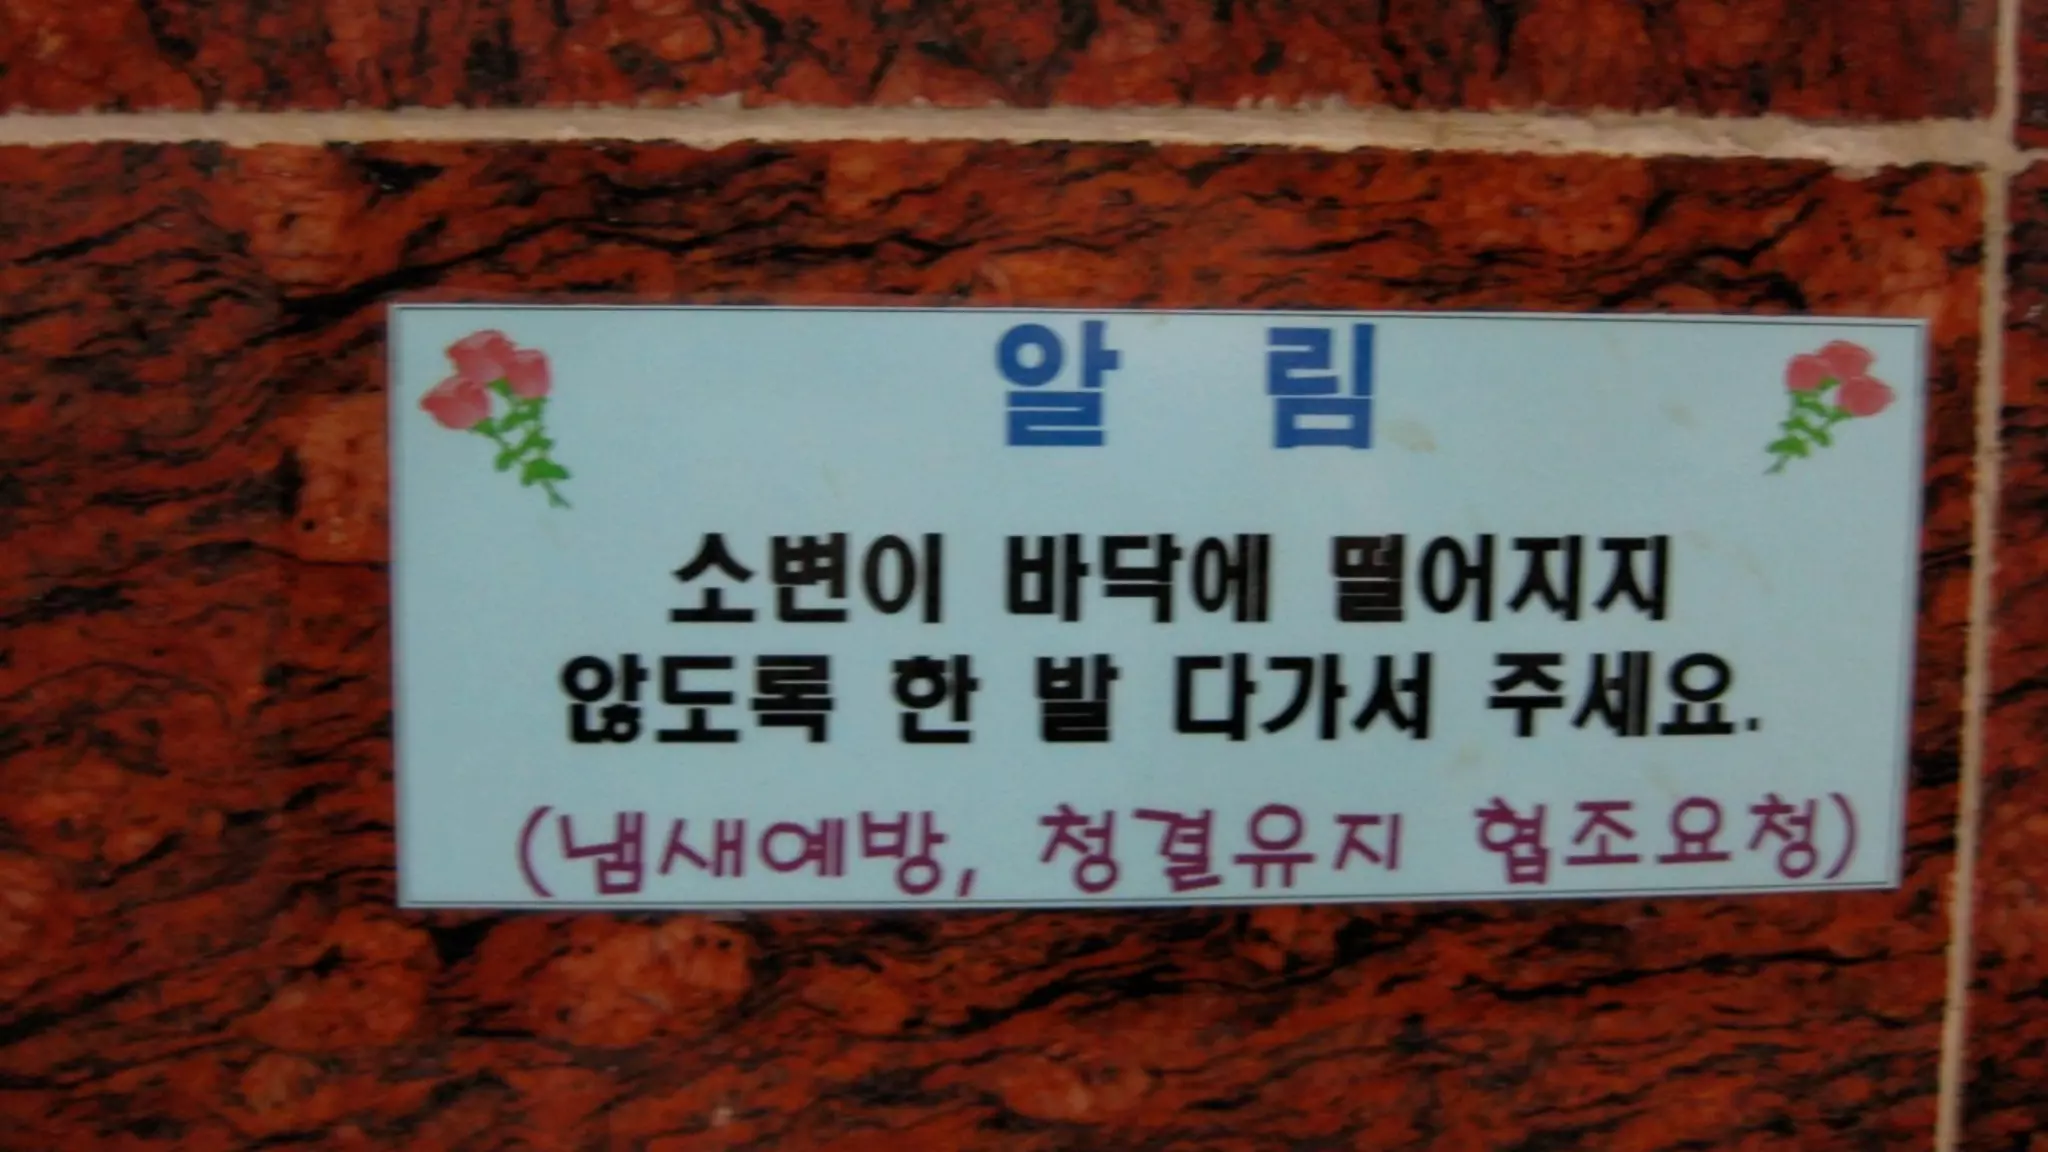 알 림
소변이 바닥에 떨어지지
않도록 한 발 다가서 주세요.
(냄새예방, 청결유지 협조요청)